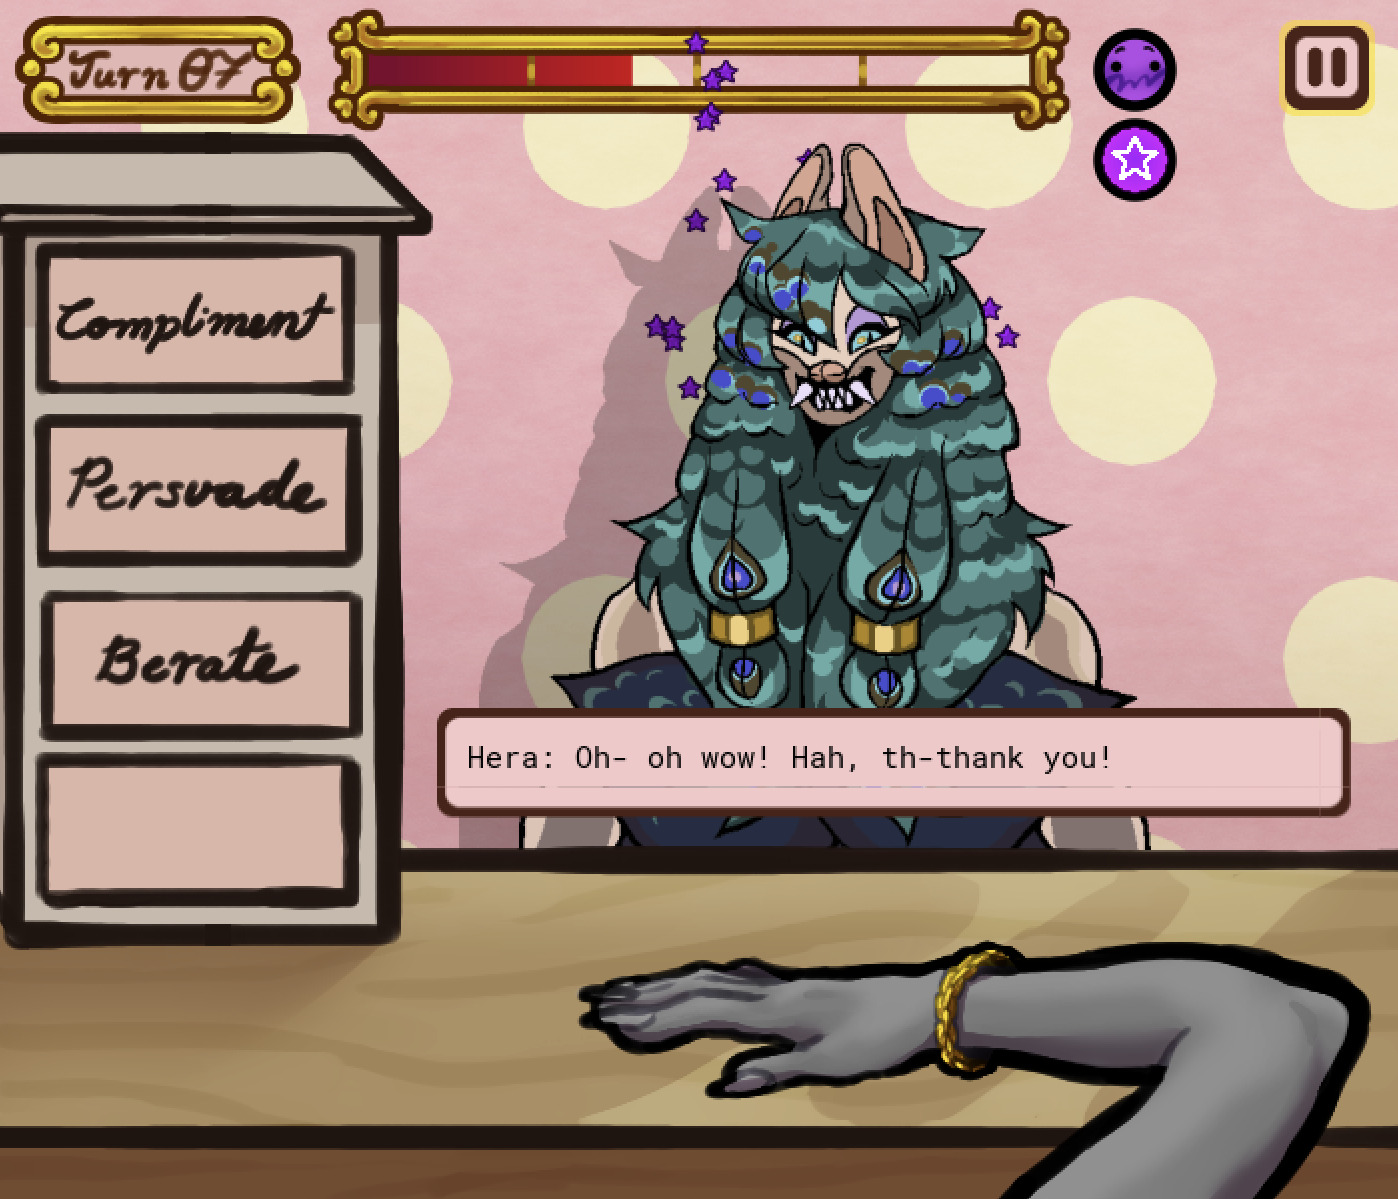 Turn 07
Compliment
Persuade
Berate
Hera: Oh- oh wow! Hah, th-thank you!